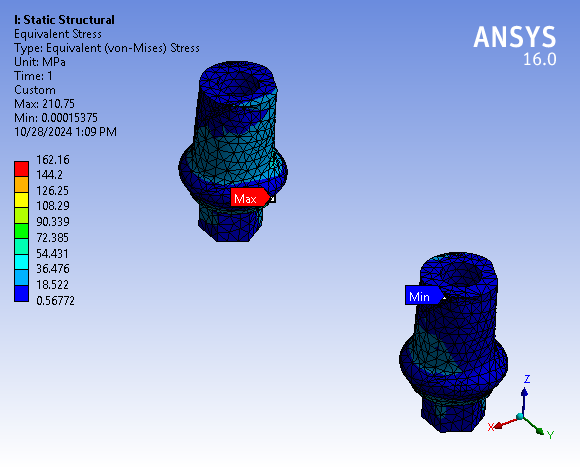 I: Static Structural
Equivalent Stress
Type: Equivalent (von-Mises) Stress
Unit: MPa
Time: 1
Custom
Max: 210.75
Min: 0.00015375
10/28/2024 1:09 PM
ANSYS
16.0
162.16
144.2
126.25
108.29
90.339
72.385
54.431
36.476
18.522
0.56772
Max
Min
Z
X
Y